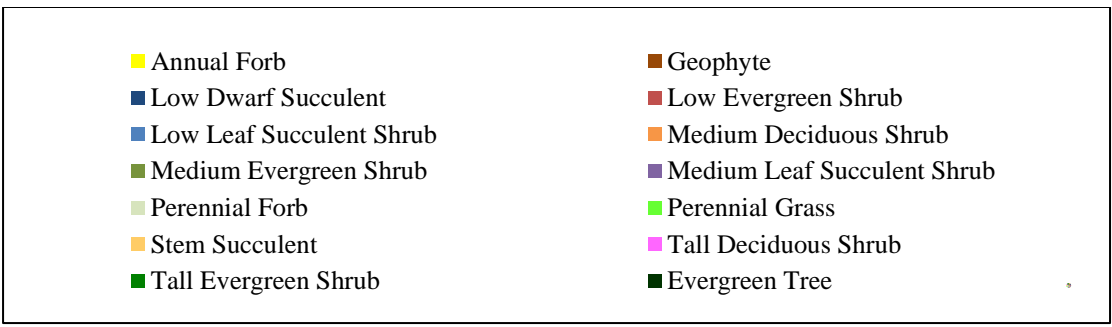 Annual Forb
Geophyte
Low Dwarf Succulent
Low Evergreen Shrub
Low Leaf Succulent Shrub
Medium Deciduous Shrub
Medium Evergreen Shrub
Medium Leaf Succulent Shrub
Perennial Forb
Perennial Grass
Stem Succulent
Tall Deciduous Shrub
Tall Evergreen Shrub
Evergreen Tree